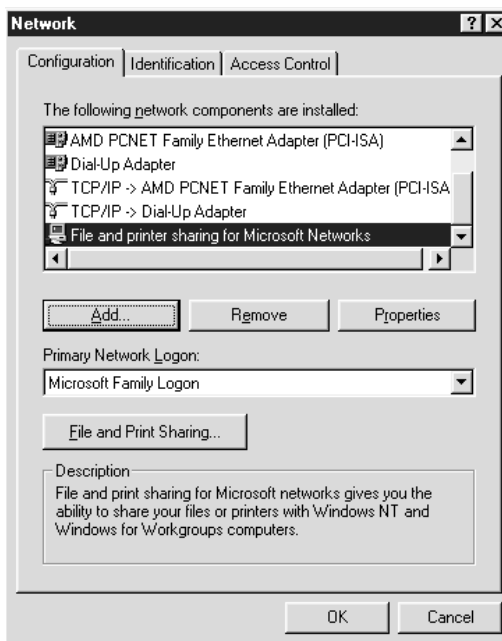 Network
Configuration Identification Access Control
The following network components are installed:
AMD PCNET Family Ethernet Adapter (PCI-ISA)
Dial-Up Adapter
TCP/IP -> AMD PCNET Family Ethernet Adapter (PCI-ISA
TCP/IP -> Dial-Up Adapter
File and printer sharing for Microsoft Networks
Add... Remove Properties
Primary Network Logon:
Microsoft Family Logon
File and Print Sharing...
Description
File and print sharing for Microsoft networks gives you the
ability to share your files or printers with Windows NT and
Windows for Workgroups computers.
OK Cancel